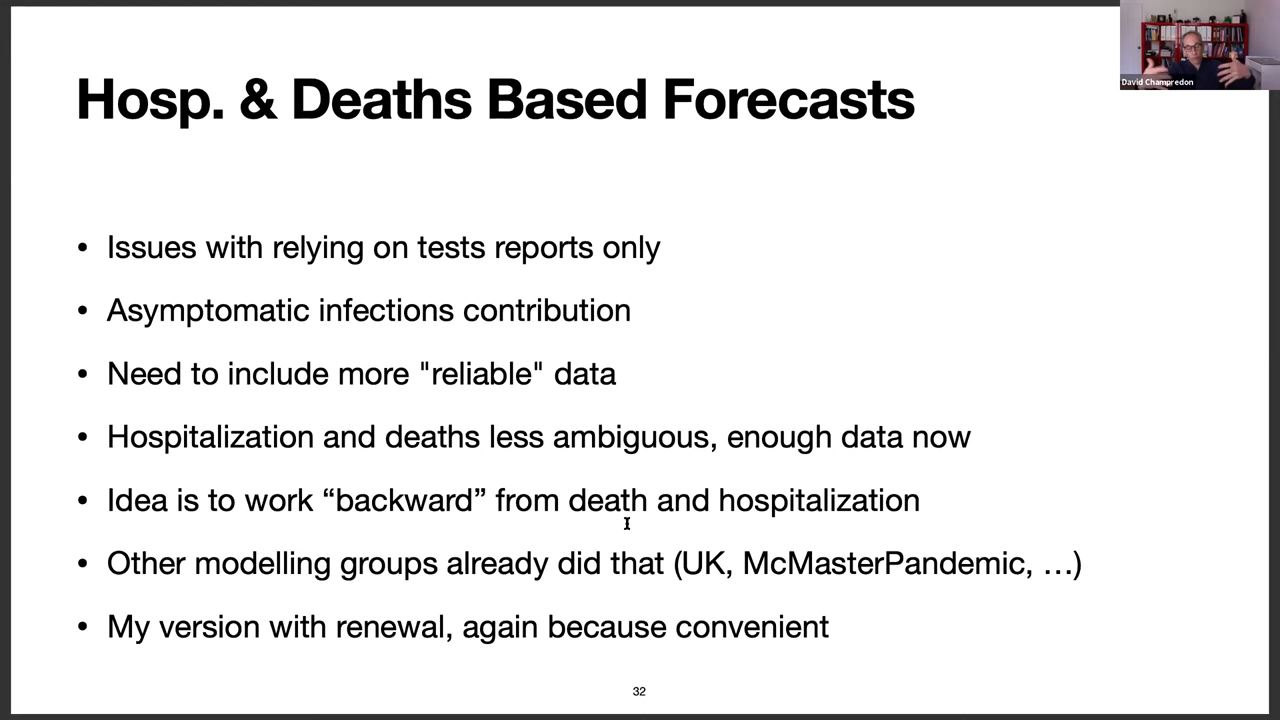 David Champredon
Hosp. & Deaths Based Forecasts
• Issues with relying on tests reports only
• Asymptomatic infections contribution
• Need to include more "reliable" data
• Hospitalization and deaths less ambiguous, enough data now
• Idea is to work “backward” from death and hospitalization
• Other modelling groups already did that (UK, McMasterPandemic, …)
• My version with renewal, again because convenient
32